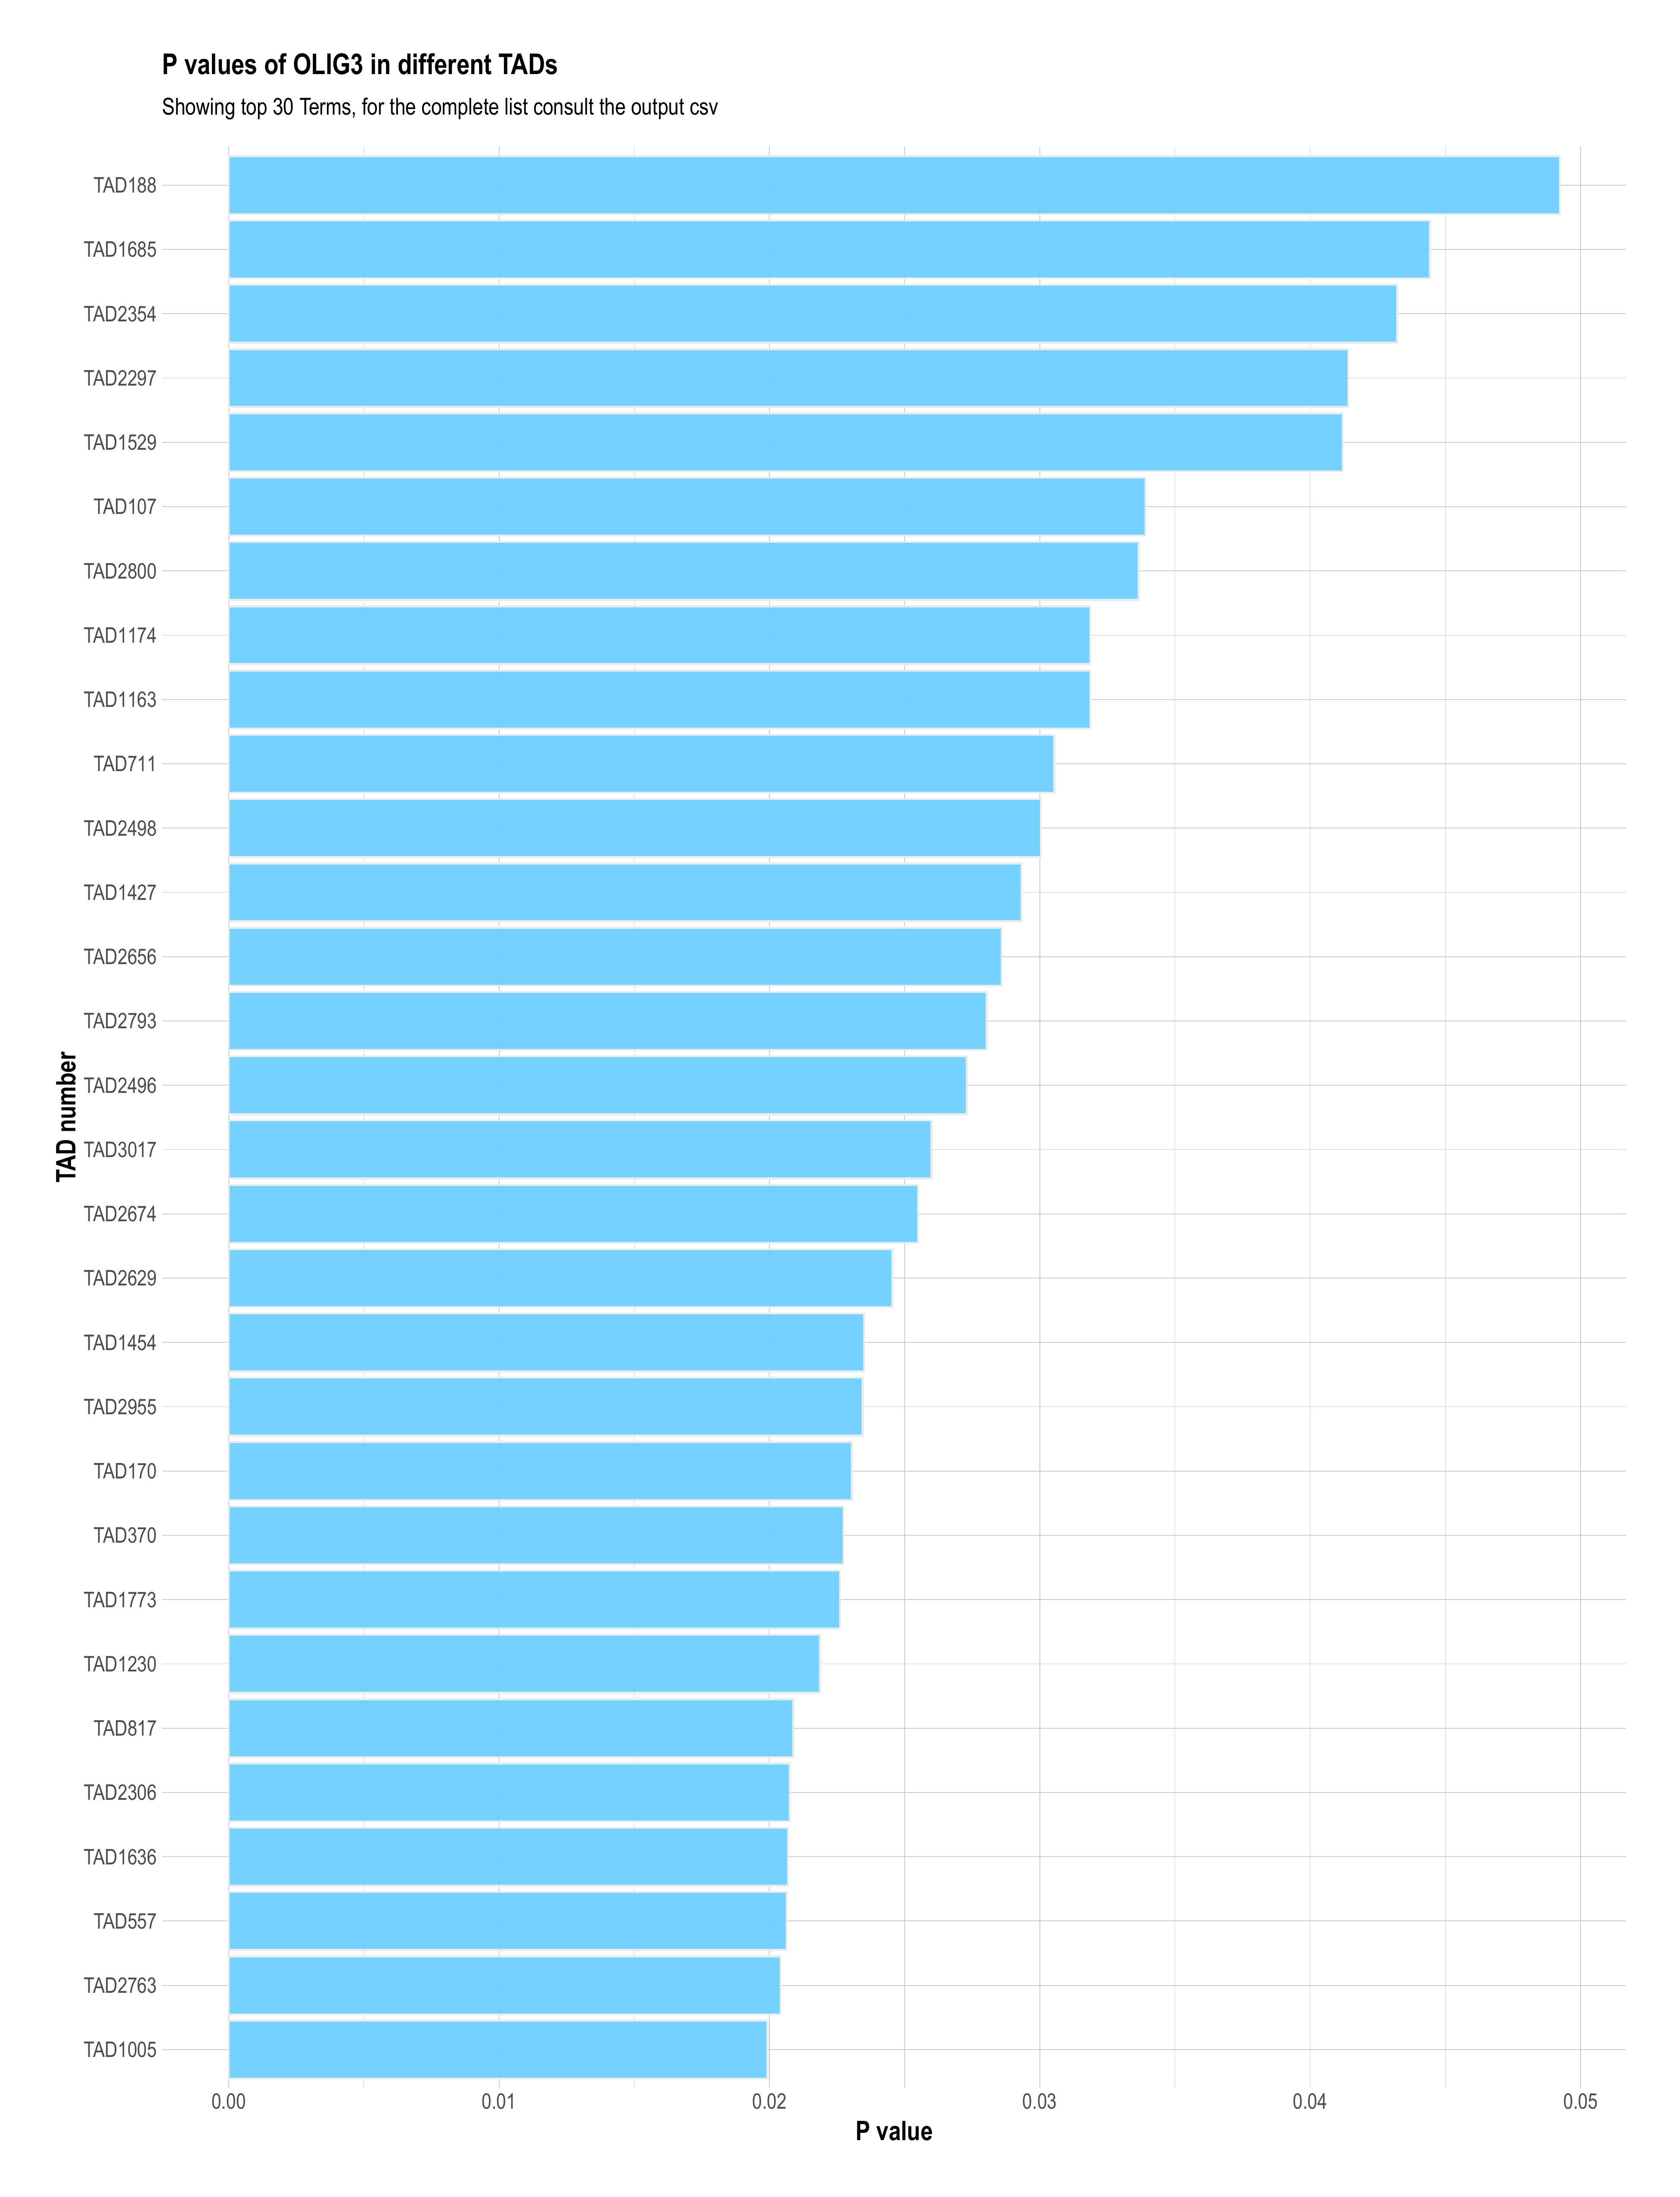 P values of OLIG3 in different TADs
Showing top 30 Terms, for the complete list consult the output csv
TAD188
TAD1685
TAD2354
TAD2297
TAD1529
TAD107
TAD2800
TAD1174
TAD1163
TAD711
TAD2498
TAD1427
TAD2656
TAD2793
TAD2496
TAD3017
TAD2674
TAD2629
TAD1454
TAD2955
TAD170
TAD370
TAD1773
TAD1230
TAD817
TAD2306
TAD1636
TAD557
TAD2763
TAD1005
TAD number
0.00 0.01 0.02 0.03 0.04 0.05
P value